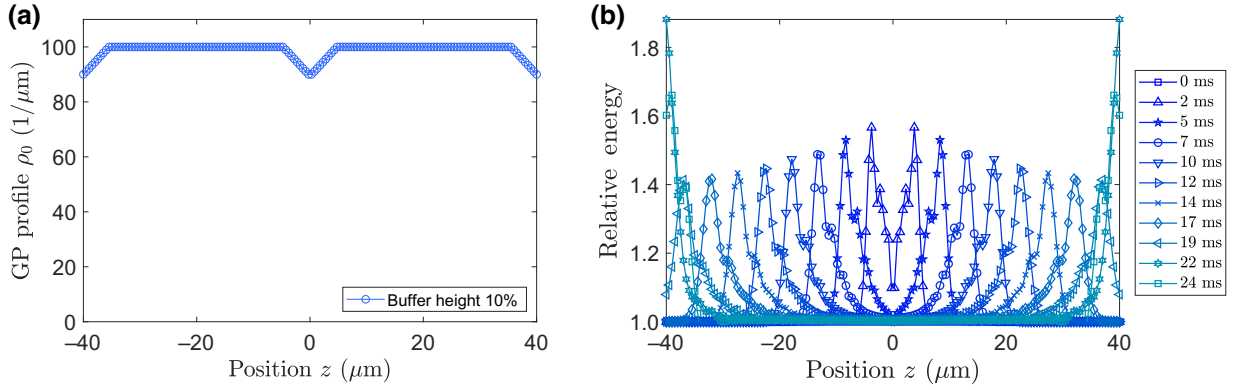 (a)
100
80
60
40
20
0
GP profile ρ₀ (1/μm)
Buffer height 10%
−40
−20
0
20
40
Position z (μm)
(b)
1.8
1.6
1.4
1.2
1.0
Relative energy
−40
−20
0
20
40
Position z (μm)
0 ms
2 ms
5 ms
7 ms
10 ms
12 ms
14 ms
17 ms
19 ms
22 ms
24 ms